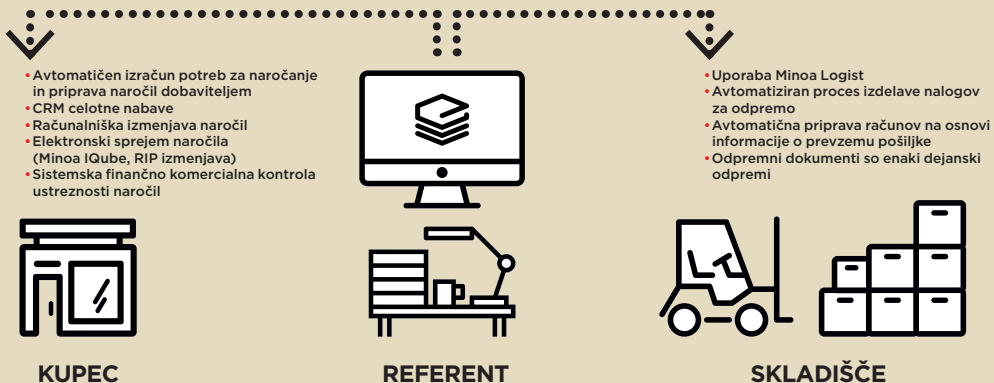 •Avtomatičen izračun potreb za naročanje
in priprava naročil dobaviteljem
•CRM celotne nabave
•Računalniška izmenjava naročil
•Elektronski sprejem naročila
(Minoa IQube, RIP izmenjava)
•Sistemska finančno komercialna kontrola
ustreznosti naročil
•Uporaba Minoa Logist
•Avtomatiziran proces izdelave nalogov
za odpremo
•Avtomatična priprava računov na osnovi
informacije o prevzemu pošiljke
•Odpremni dokumenti so enaki dejanski
odpremi
KUPEC
REFERENT
SKLADIŠČE